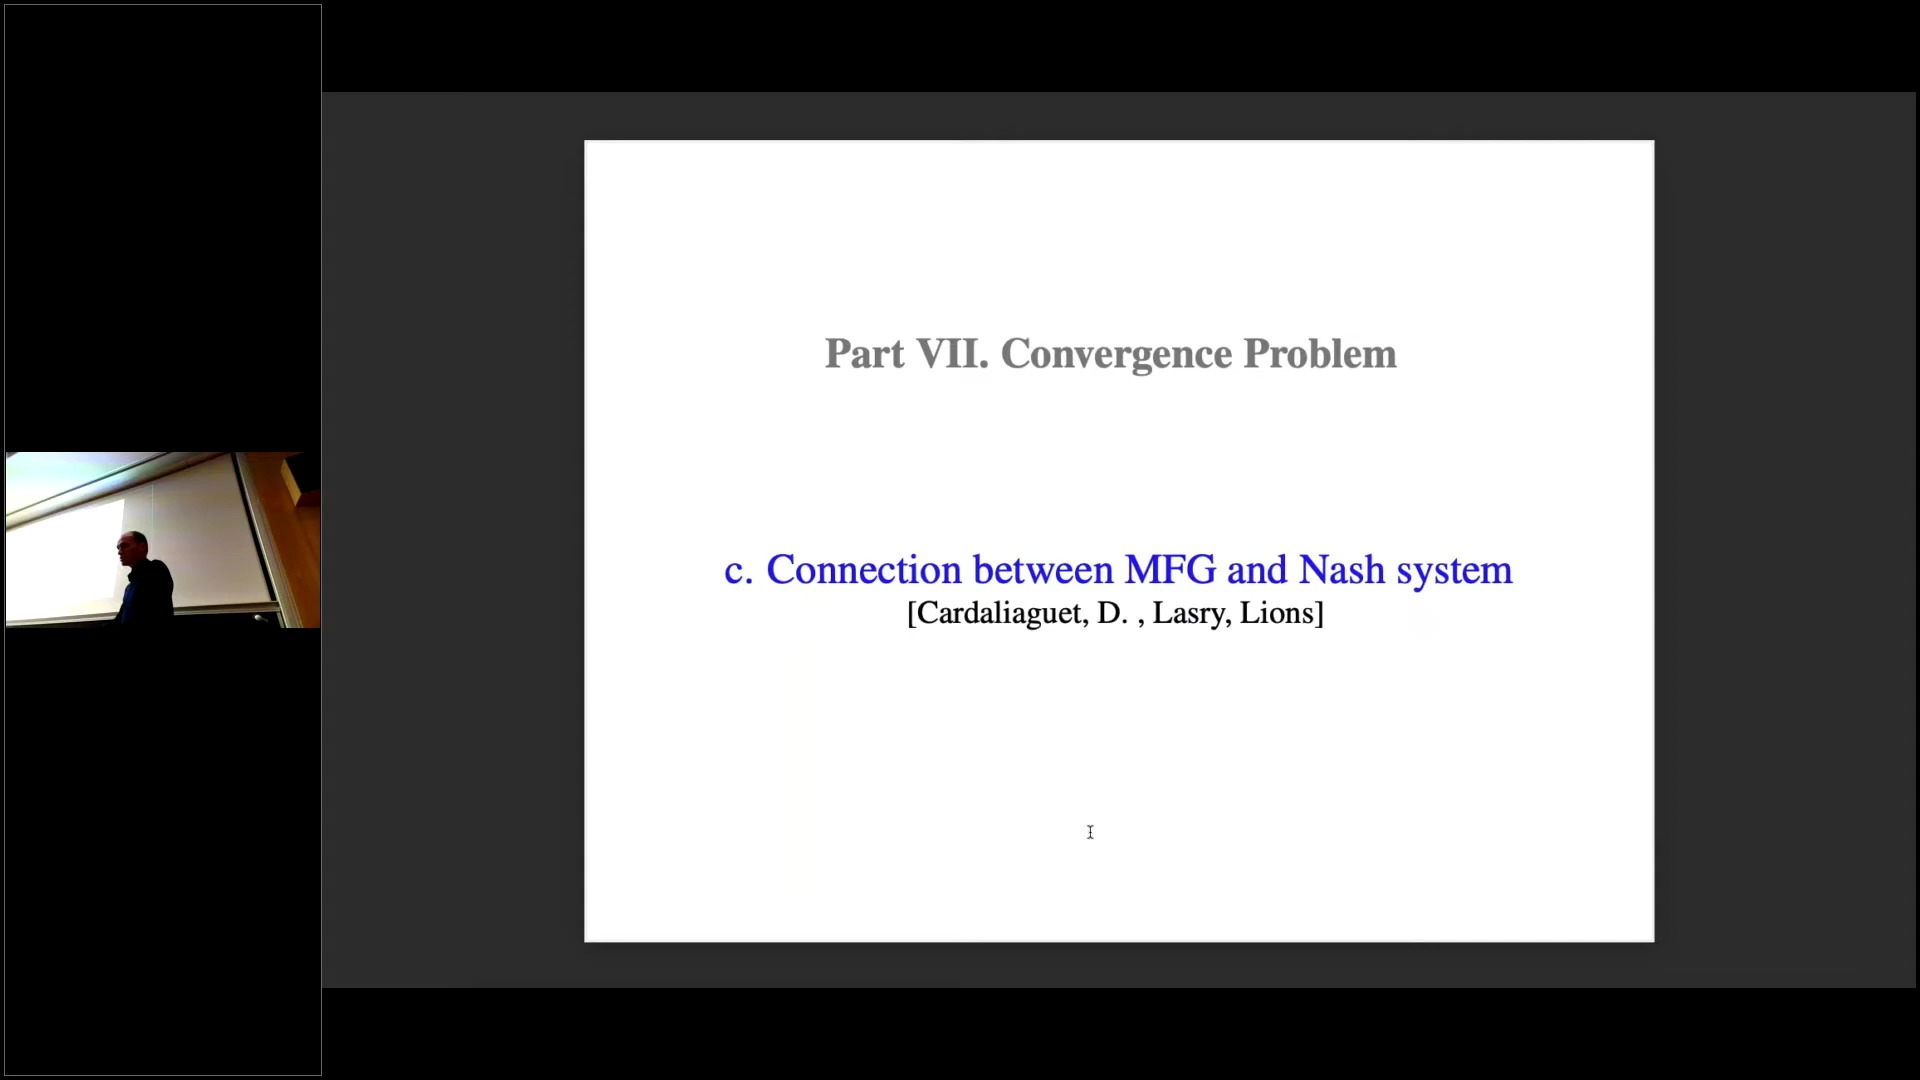 Part VII. Convergence Problem
c. Connection between MFG and Nash system
[Cardaliaguet, D. , Lasry, Lions]